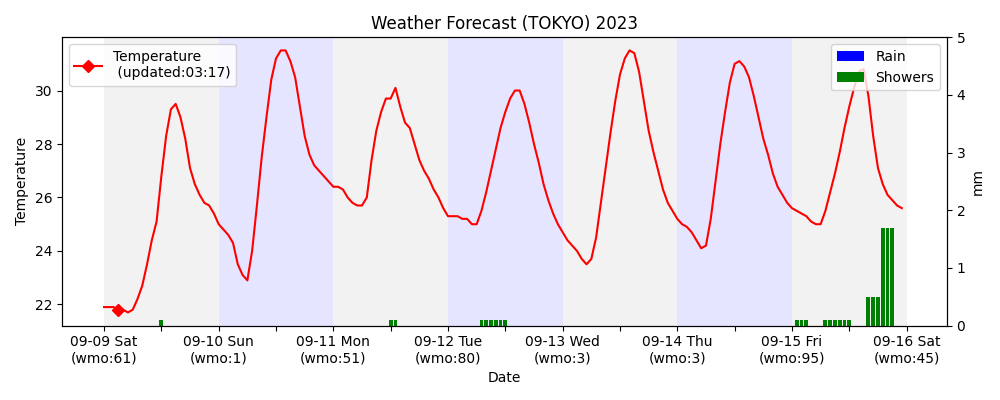 Weather Forecast (TOKYO) 2023
Temperature
(updated:03:17)
Rain
Showers
Temperature
30
28
26
24
22
5
4
3
2
1
0
mm
09-09 Sat
(wmo:61)
09-10 Sun
(wmo:1)
09-11 Mon
(wmo:51)
09-12 Tue
(wmo:80)
09-13 Wed
(wmo:3)
09-14 Thu
(wmo:3)
09-15 Fri
(wmo:95)
09-16 Sat
(wmo:45)
Date